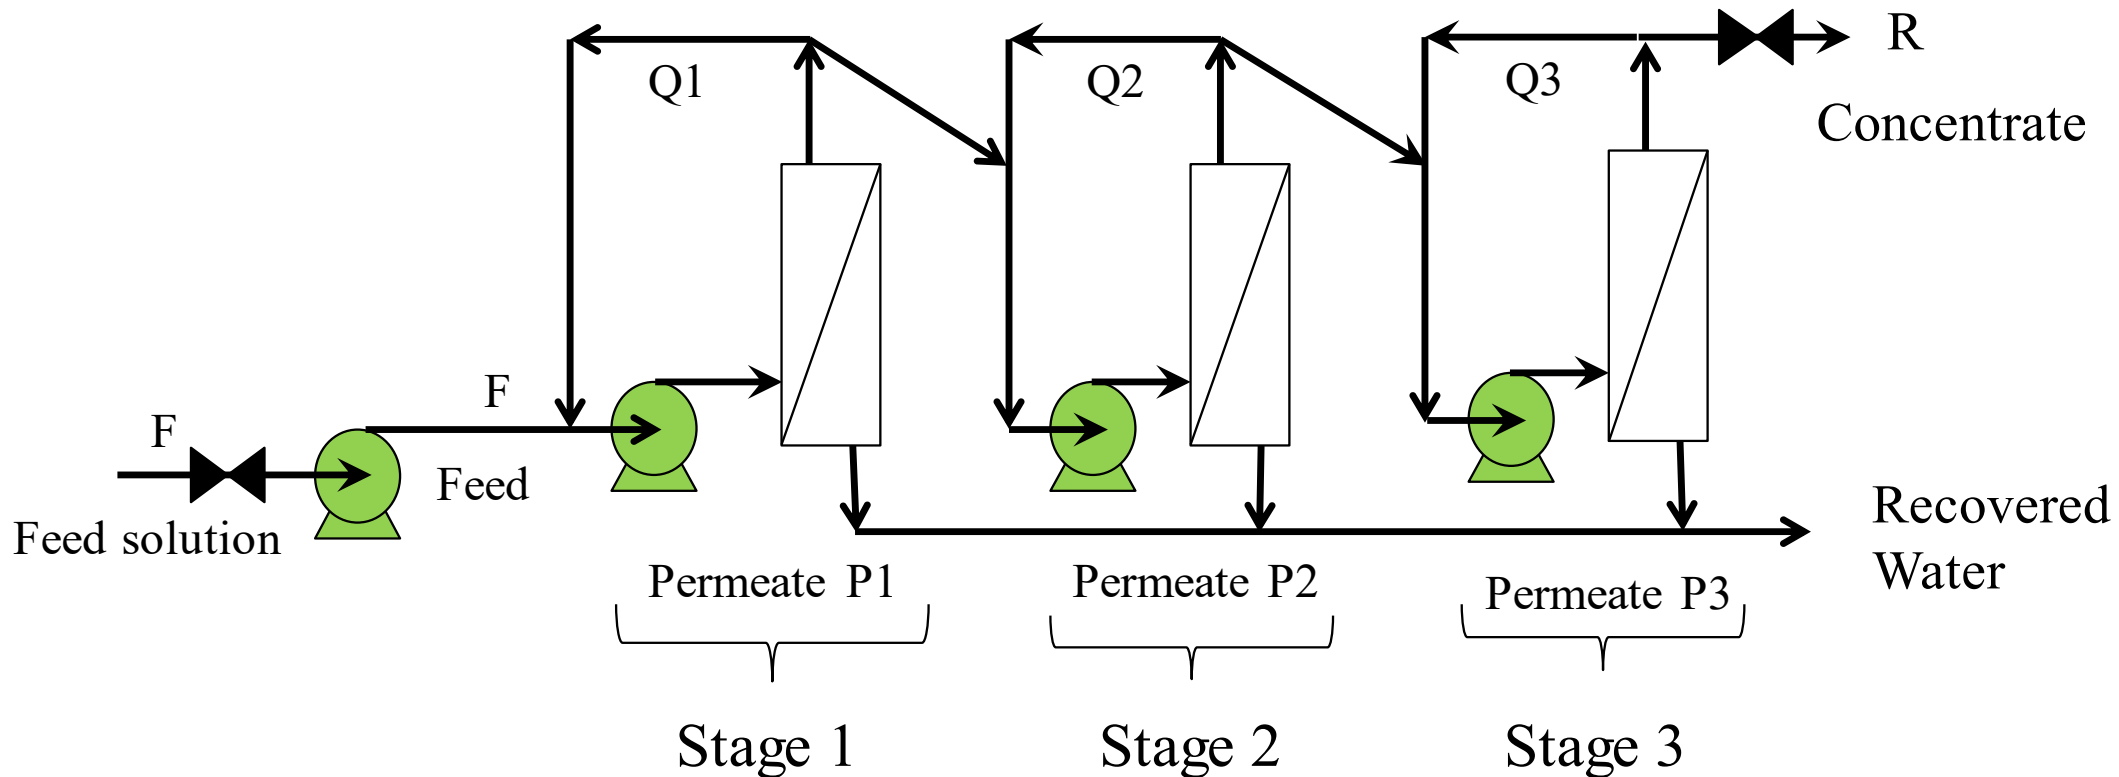 R
Q1
Q2
Q3
Concentrate
F
F
Feed
Feed solution
Recovered
Water
Permeate P1
Permeate P2
Permeate P3
Stage 1
Stage 2
Stage 3